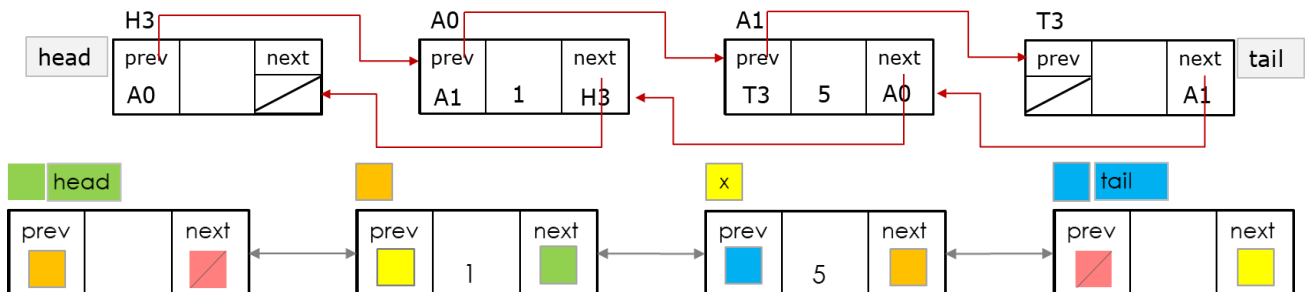 H3 A0 A1 T3
head prev next prev next prev next prev next tail
A0 A1 1 H3 T3 5 A0 A1
head x tail
prev next prev next prev next prev next
1 5